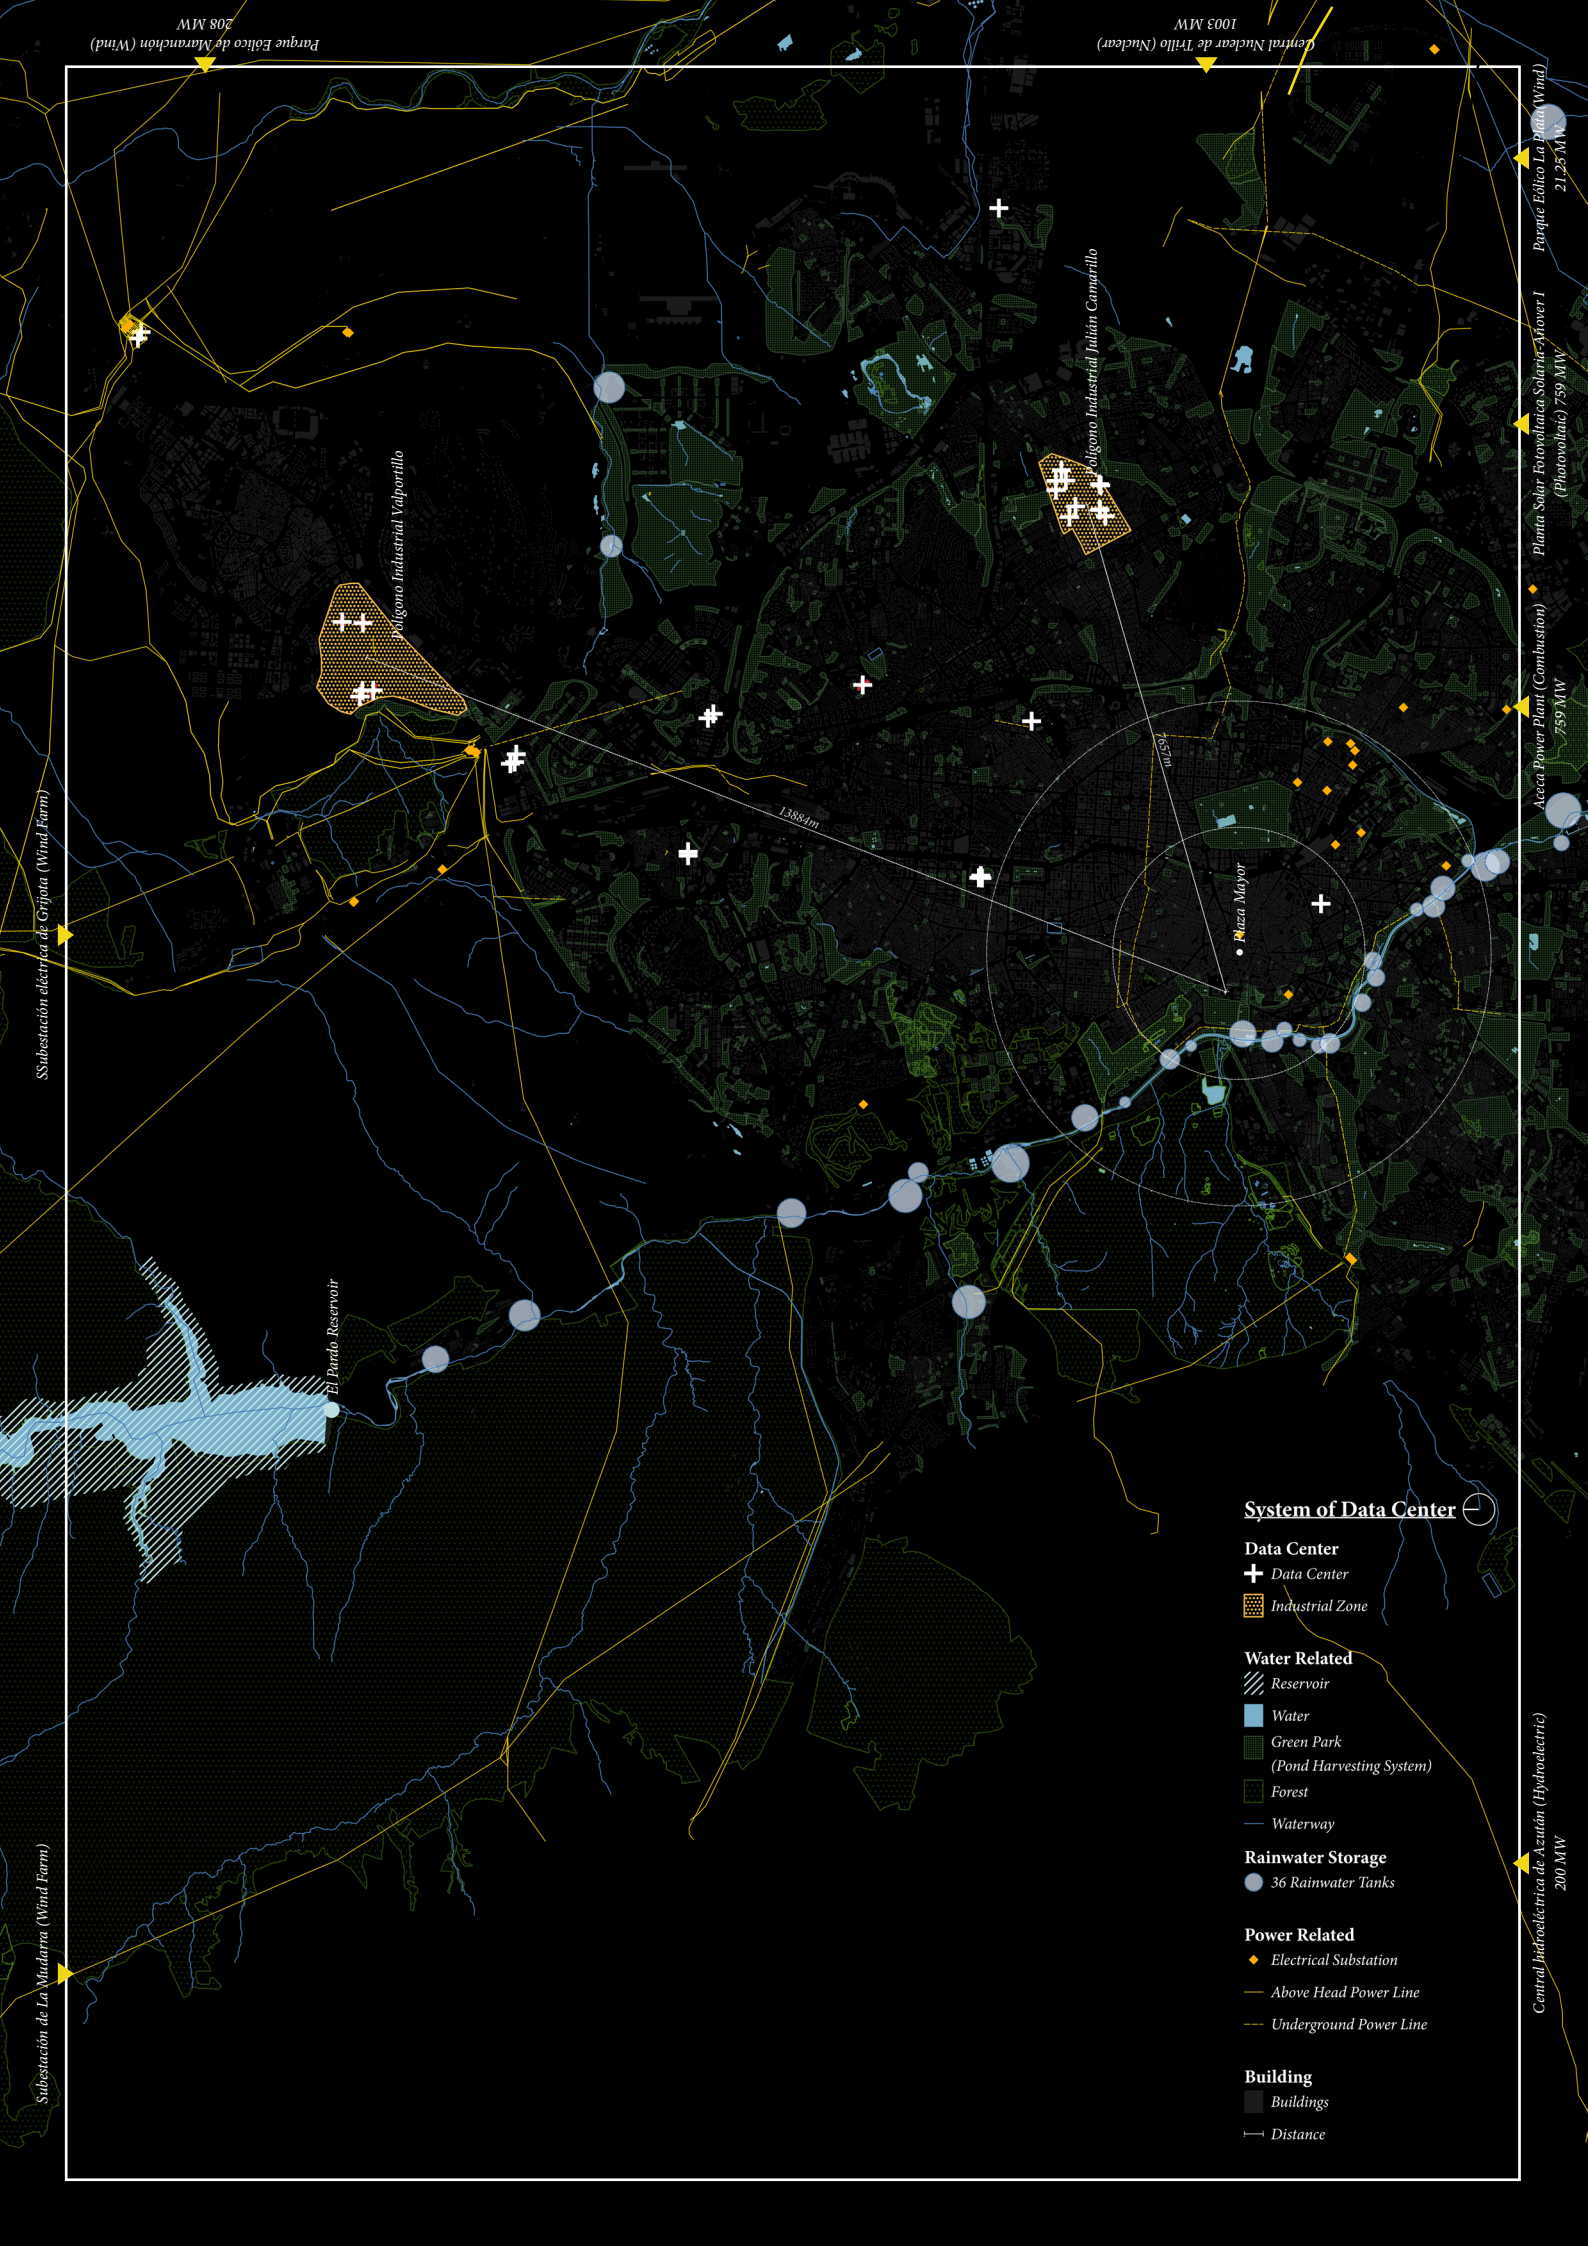 Parque Eólico de Maranchón (Wind)
208 MW
Central Nuclear de Trillo (Nuclear)
1003 MW
Parque Eólico La Plata(Wind)
21.25 MW
Planta Solar Fotovoltaica Solaria-Añover I
(Photovoltaic) 759 MW
Aceca Power Plant (Combustion)
759 MW
Central hidroeléctrica de Azután (Hydroelectric)
200 MW
SSubestación eléctrica de Grijota (Wind Farm)
Subestación de La Mudarra (Wind Farm)
Polígono Industrial Valportillo
Polígono Industrial Julián Camarillo
7657m
13884m
Plaza Mayor
El Pardo Reservoir
System of Data Center
Data Center
Data Center
Industrial Zone
Water Related
Reservoir
Water
Green Park
(Pond Harvesting System)
Forest
Waterway
Rainwater Storage
36 Rainwater Tanks
Power Related
Electrical Substation
Above Head Power Line
Underground Power Line
Building
Buildings
Distance